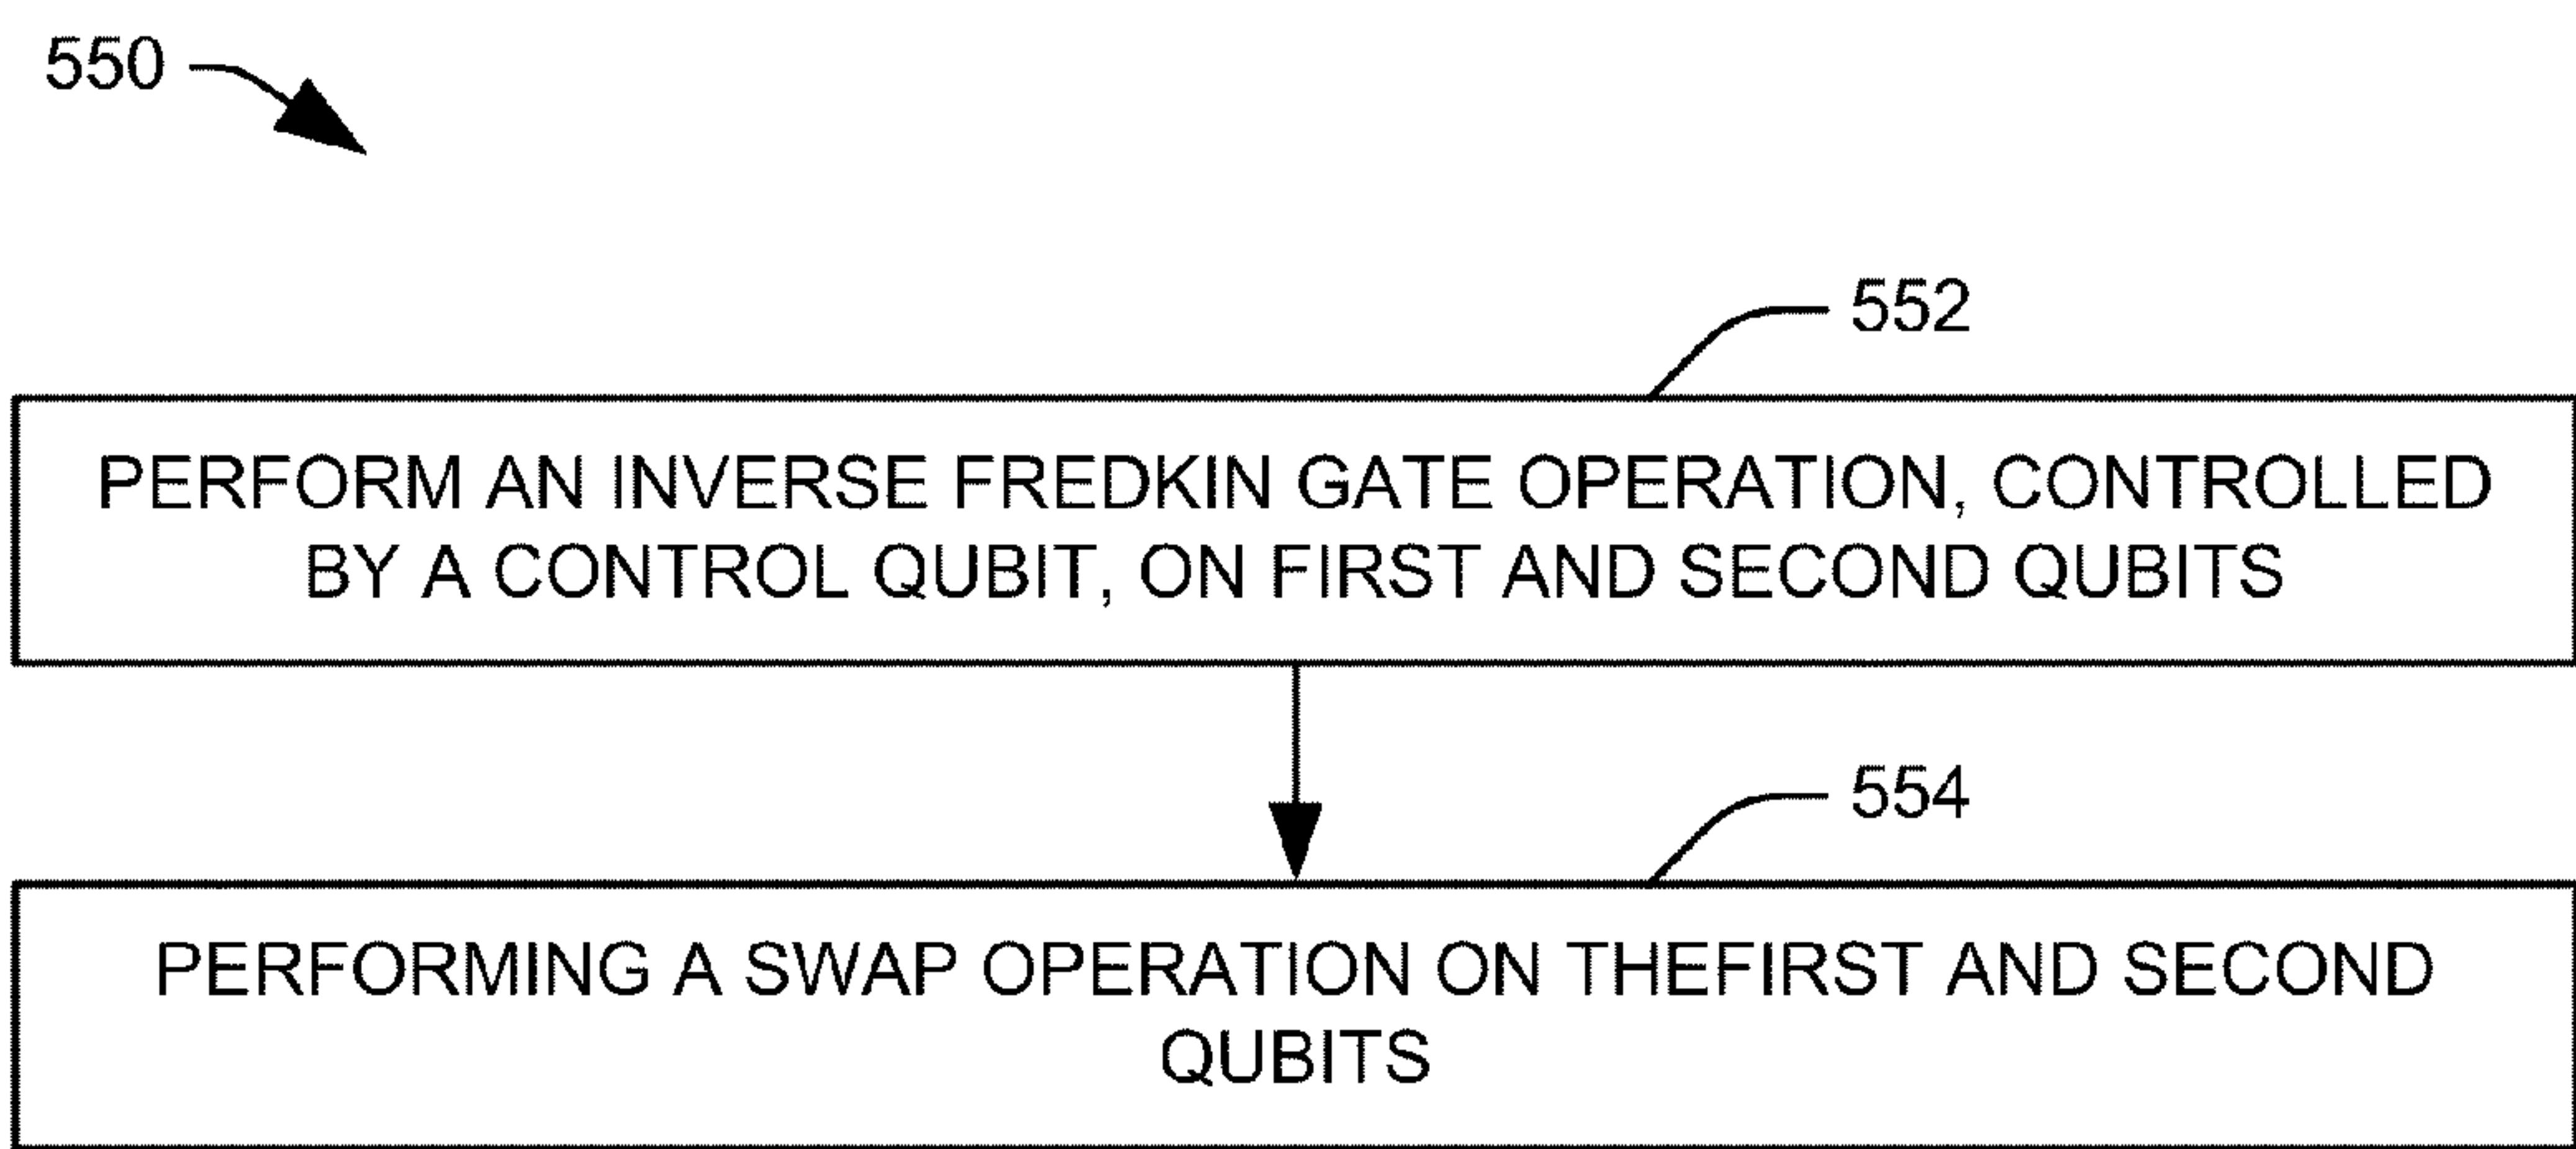 550
552
PERFORM AN INVERSE FREDKIN GATE OPERATION, CONTROLLED
BY A CONTROL QUBIT, ON FIRST AND SECOND QUBITS
554
PERFORMING A SWAP OPERATION ON THEFIRST AND SECOND
QUBITS